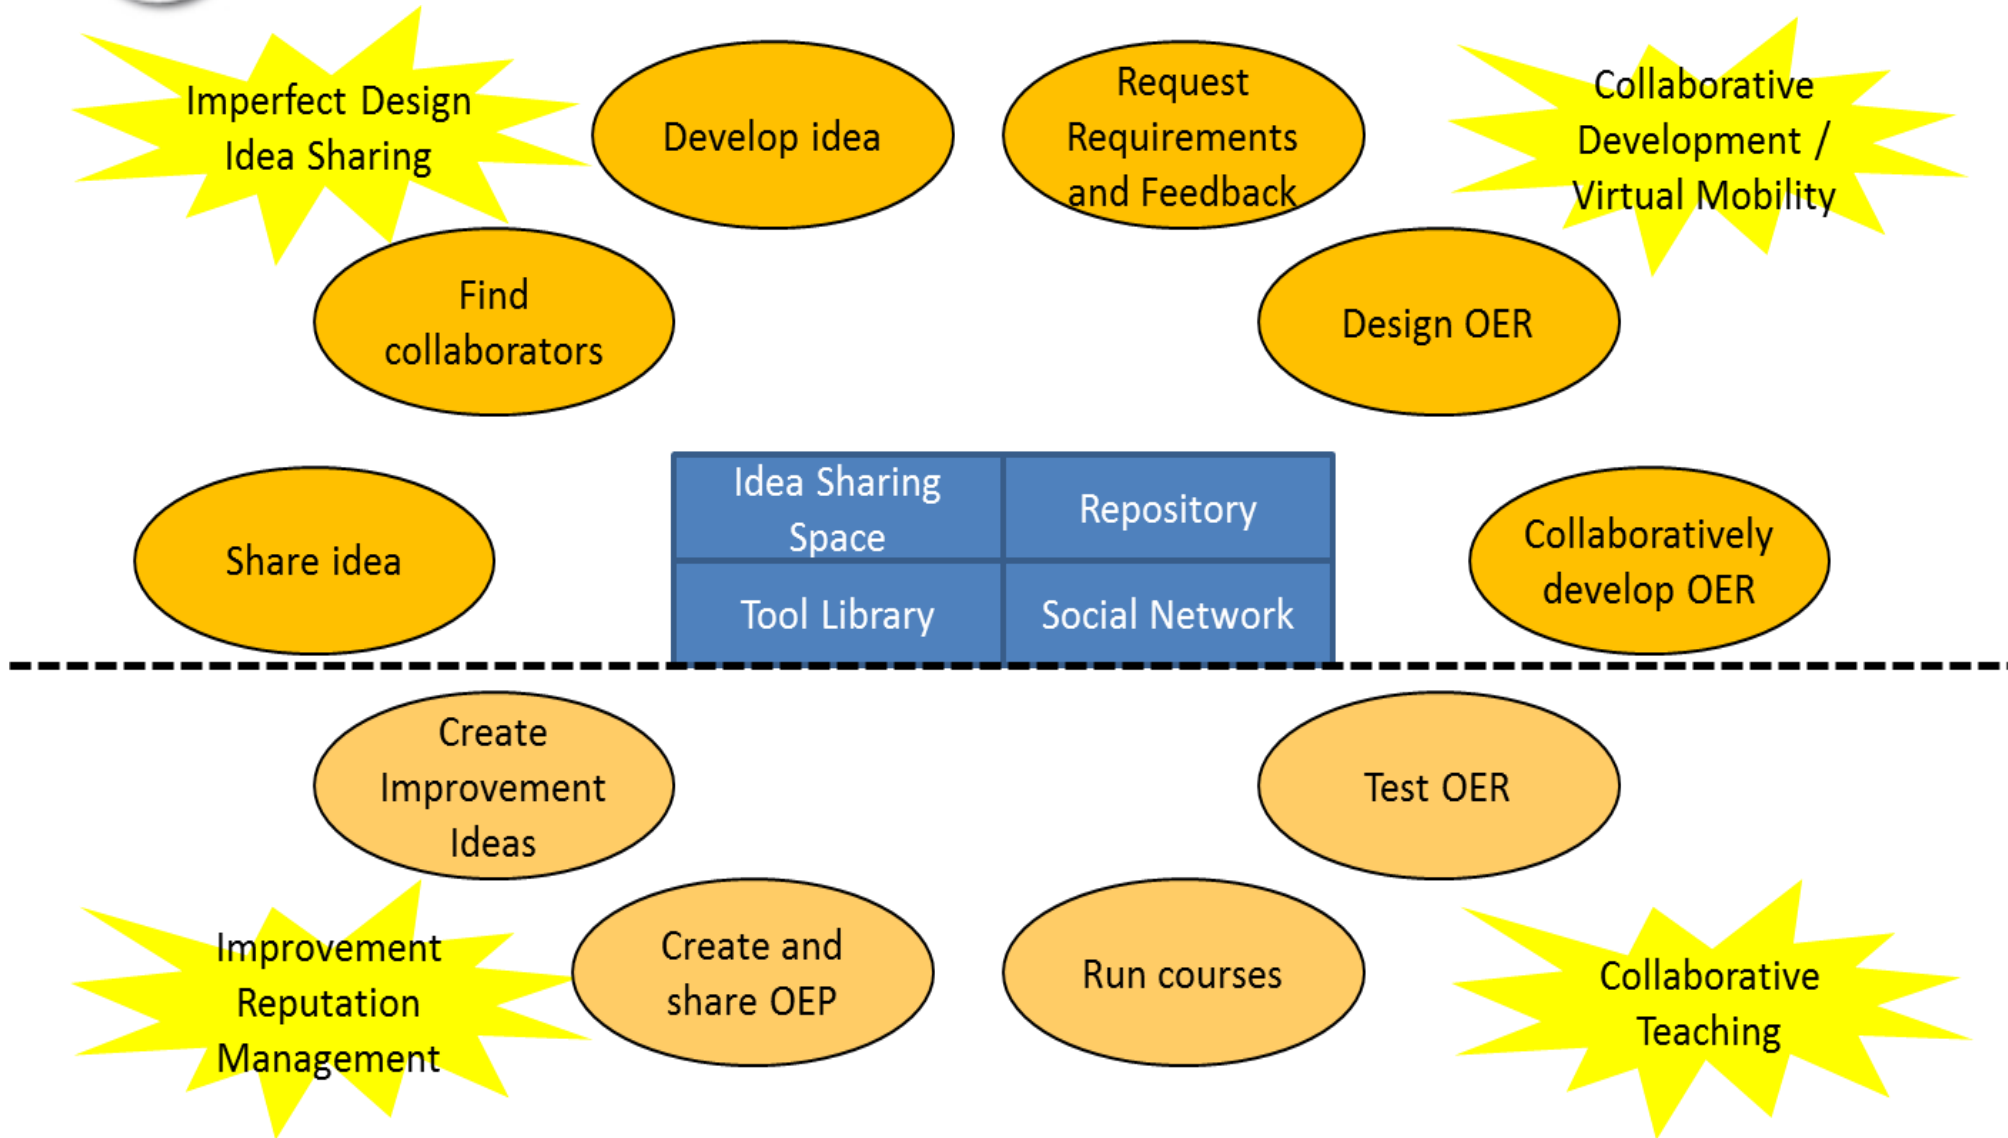 Imperfect Design
Idea Sharing
Develop idea
Request
Requirements
and Feedback
Collaborative
Development /
Virtual Mobility
Find
collaborators
Design OER
Share idea
Idea Sharing
Space
Repository
Tool Library
Social Network
Collaboratively
develop OER
Create
Improvement
Ideas
Test OER
Improvement
Reputation
Management
Create and
share OEP
Run courses
Collaborative
Teaching